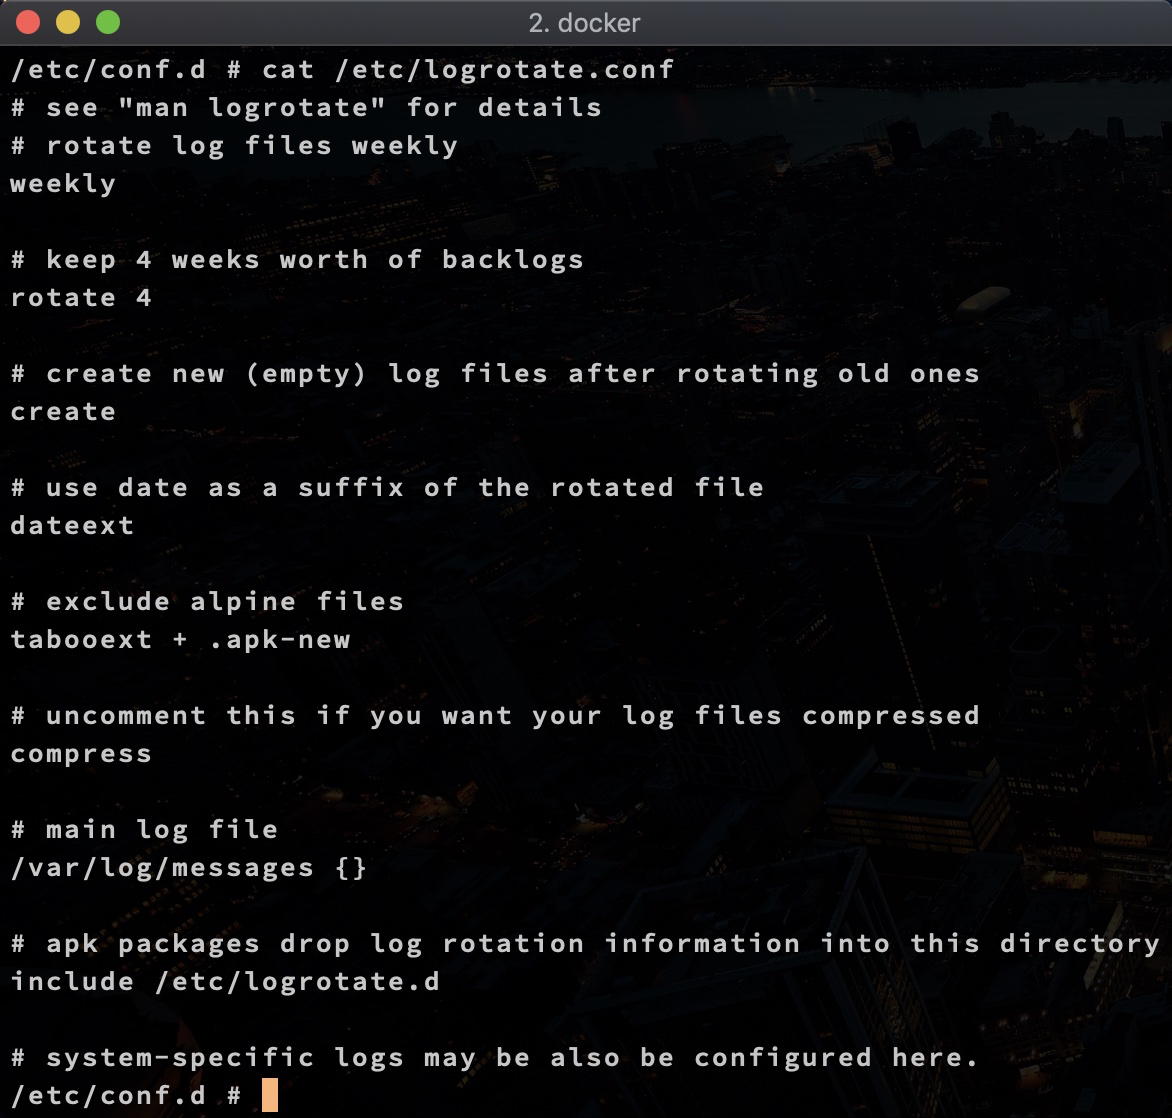 2. docker
/etc/conf.d # cat /etc/logrotate.conf
# see "man logrotate" for details
# rotate log files weekly
weekly
# keep 4 weeks worth of backlogs
rotate 4
# create new (empty) log files after rotating old ones
create
# use date as a suffix of the rotated file
dateext
# exclude alpine files
tabooext + .apk-new
# uncomment this if you want your log files compressed
compress
# main log file
/var/log/messages {}
# apk packages drop log rotation information into this directory
include /etc/logrotate.d
# system-specific logs may be also be configured here.
/etc/conf.d #